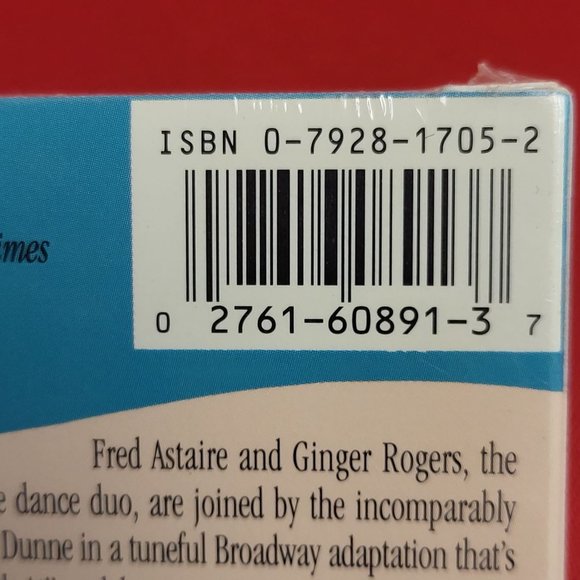 ISBN 0-7928-1705-2
imes
0 2761-60891-3 7
Fred Astaire and Ginger Rogers, the
e dance duo, are joined by the incomparably
Dunne in a tuneful Broadway adaptation that's